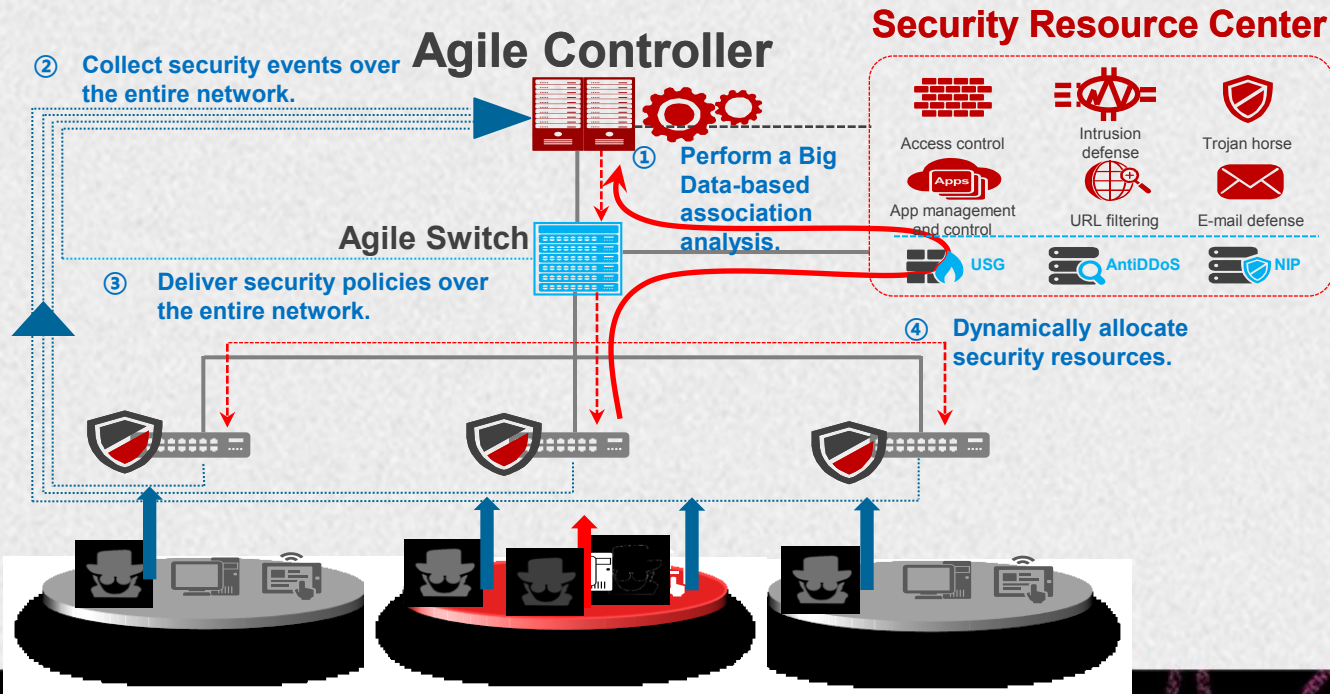 Security Resource Center
Agile Controller
② Collect security events over
the entire network.
Access control
Intrusion
defense
Trojan horse
① Perform a Big
Data-based
association
analysis.
Apps
App management
and control
URL filtering
E-mail defense
Agile Switch
USG
AntiDDoS
NIP
③ Deliver security policies over
the entire network.
④ Dynamically allocate
security resources.